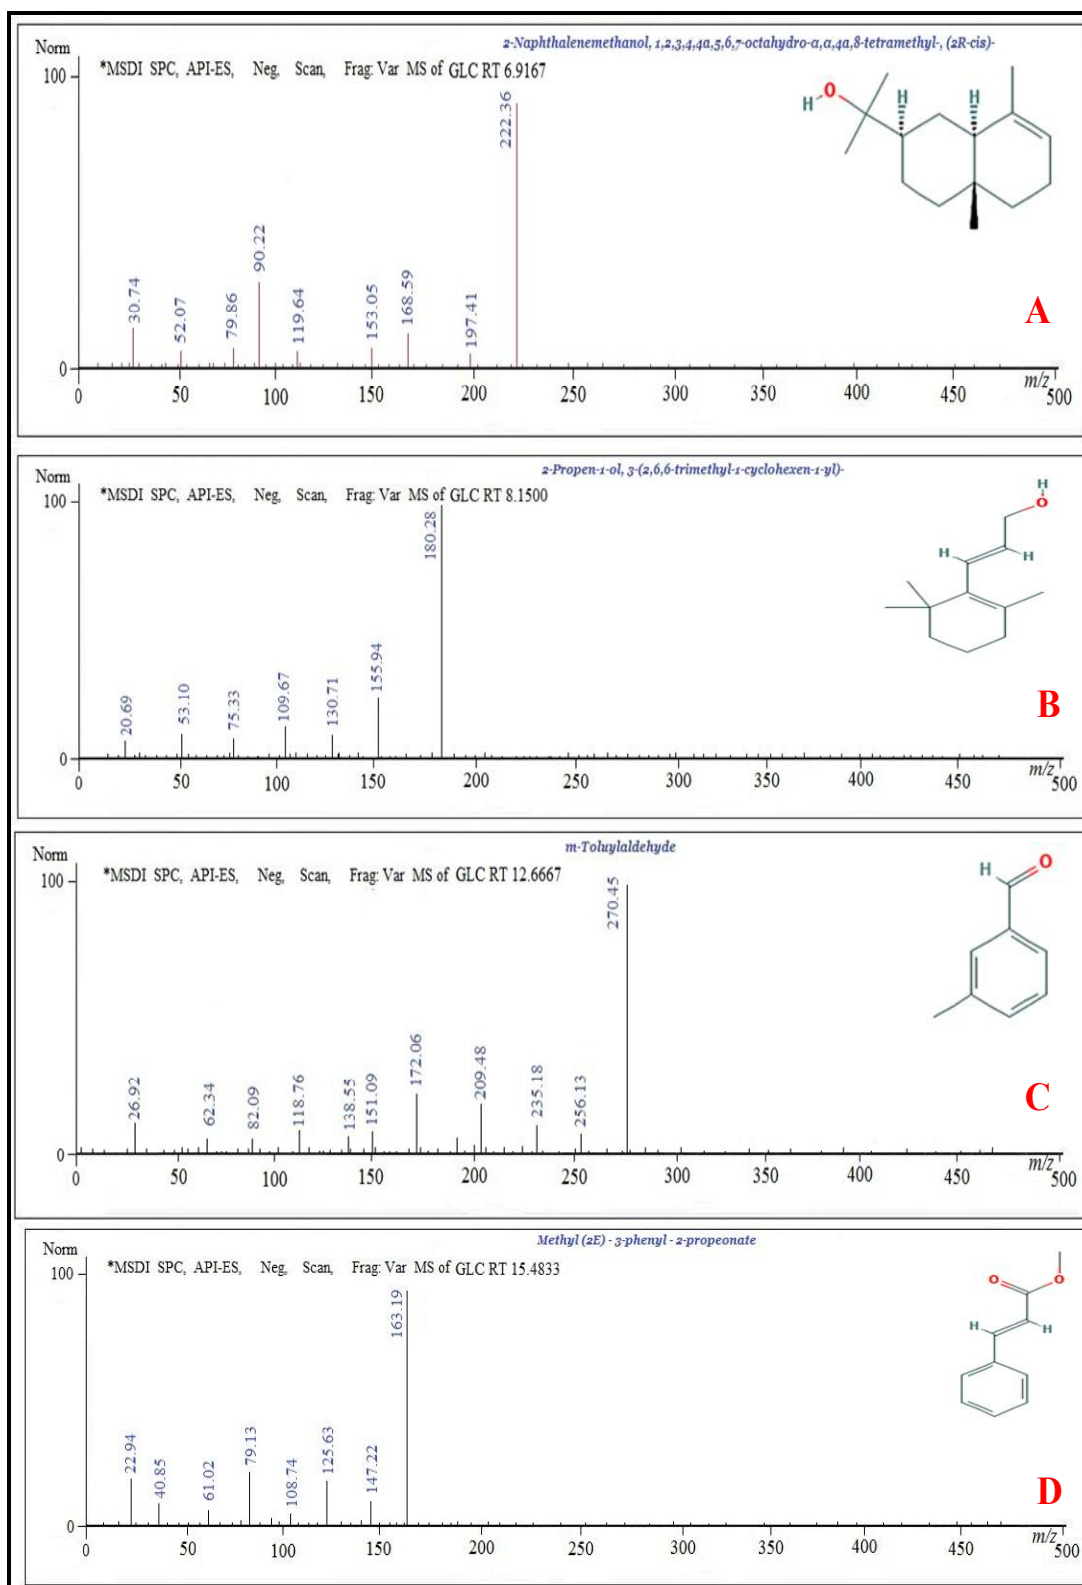 2-Naphthalenemethanol, 1,2,3,4,4a,5,6,7-octahydro-α,α,4a,8-tetramethyl-, (2R-cis)-
Norm
*MSDI SPC, API-ES, Neg, Scan, Frag: Var MS of GLC RT 6.9167
100
0
30.74
52.07
79.86
90.22
119.64
153.05
168.59
197.41
222.36
H
O
H
H
A
0 50 100 150 200 250 300 350 400 450 500
m/z
2-Propen-1-ol, 3-(2,6,6-trimethyl-1-cyclohexen-1-yl)-
Norm
*MSDI SPC, API-ES, Neg, Scan, Frag: Var MS of GLC RT 8.1500
100
0
20.69
53.10
75.33
109.67
130.71
155.94
180.28
H
O
H
H
B
0 50 100 150 200 250 300 350 400 450 500
m/z
m-Toluylaldehyde
Norm
*MSDI SPC, API-ES, Neg, Scan, Frag: Var MS of GLC RT 12.6667
100
0
26.92
62.34
82.09
118.76
138.55
151.09
172.06
209.48
235.18
256.13
270.45
H
O
C
0 50 100 150 200 250 300 350 400 450 500
m/z
Methyl (2E) - 3-phenyl - 2-propeonate
Norm
*MSDI SPC, API-ES, Neg, Scan, Frag: Var MS of GLC RT 15.4833
100
0
22.94
40.85
61.02
79.13
108.74
125.63
147.22
163.19
O
O
H
H
D
0 50 100 150 200 250 300 350 400 450 500
m/z